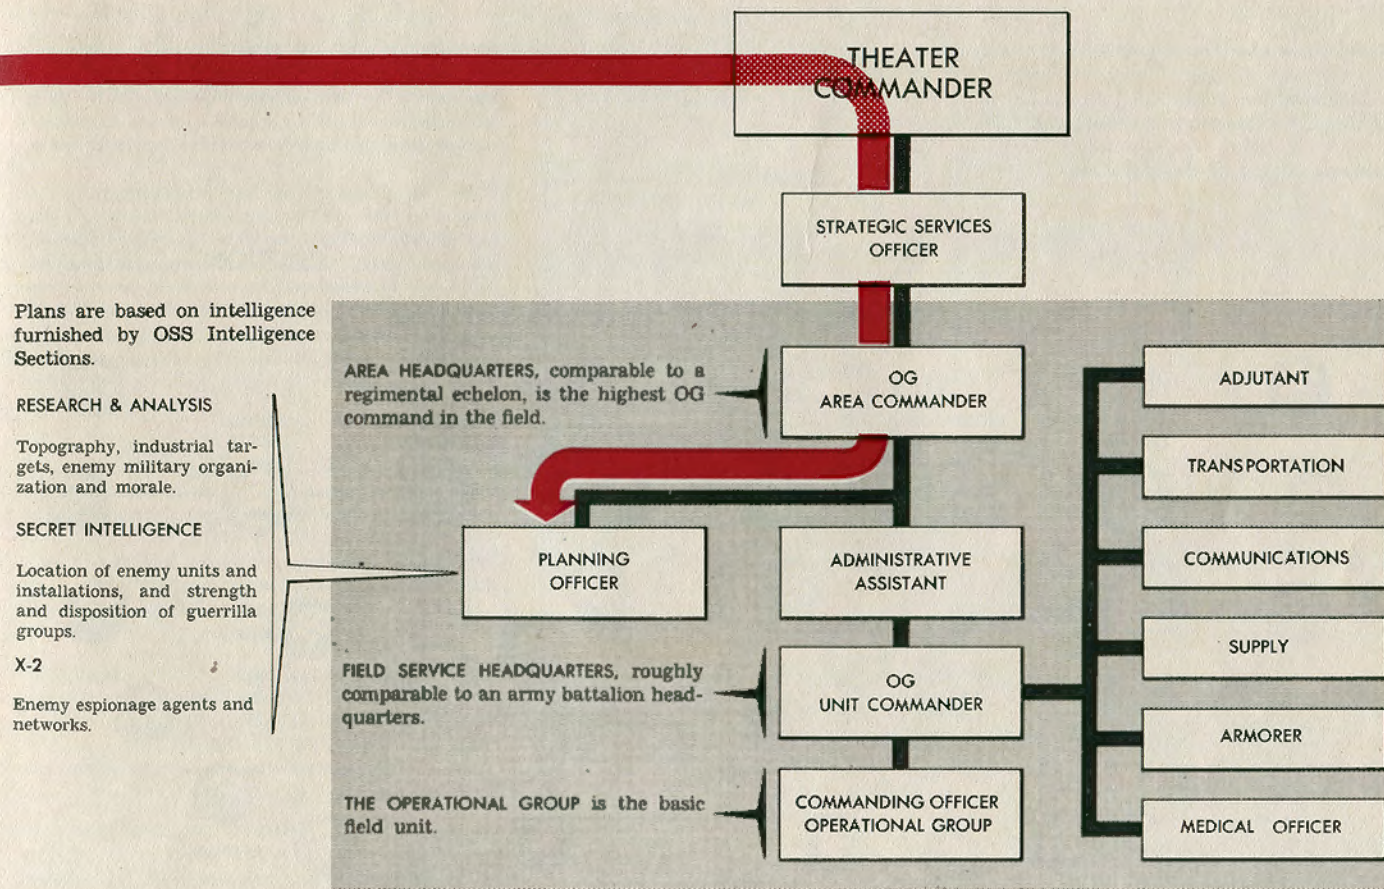 THEATER
COMMANDER
STRATEGIC SERVICES
OFFICER
Plans are based on intelligence
furnished by OSS Intelligence
Sections.
RESEARCH & ANALYSIS
Topography, industrial tar-
gets, enemy military organi-
zation and morale.
SECRET INTELLIGENCE
Location of enemy units and
installations, and strength
and disposition of guerrilla
groups.
X-2
Enemy espionage agents and
networks.
AREA HEADQUARTERS, comparable to a
regimental echelon, is the highest OG
command in the field.
OG
AREA COMMANDER
PLANNING
OFFICER
ADMINISTRATIVE
ASSISTANT
FIELD SERVICE HEADQUARTERS, roughly
comparable to an army battalion head-
quarters.
OG
UNIT COMMANDER
THE OPERATIONAL GROUP is the basic
field unit.
COMMANDING OFFICER
OPERATIONAL GROUP
ADJUTANT
TRANSPORTATION
COMMUNICATIONS
SUPPLY
ARMORER
MEDICAL OFFICER